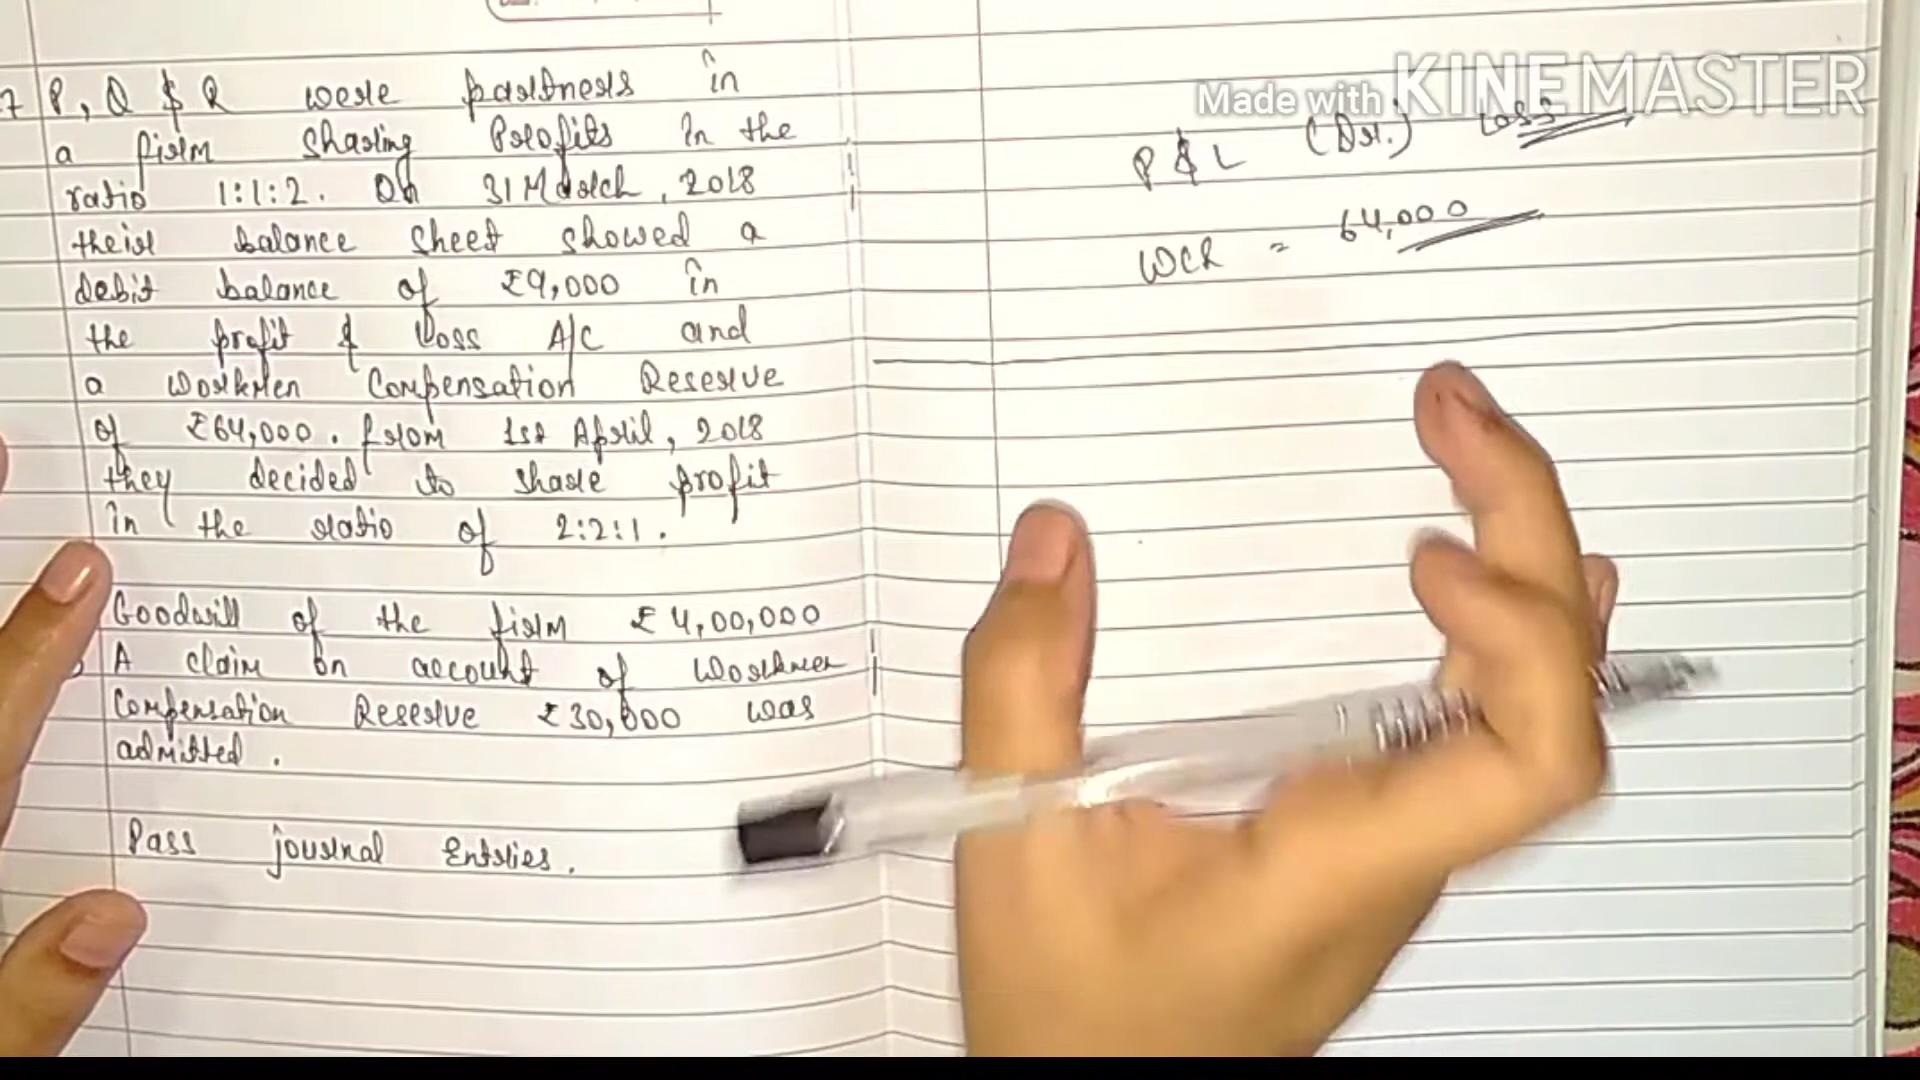 7 P, Q & R were partners in
a firm sharing Profits in the
ratio 1:1:2. On 31 March, 2018
their balance sheet showed a
debit balance of ₹9,000 in
the profit & Loss A/C and
a Workmen Compensation Reserve
of ₹64,000. from 1st April, 2018
they decided to share profit
in the ratio of 2:2:1.
Goodwill of the firm ₹4,00,000
A claim on account of Workmen
Compensation Reserve ₹30,000 was
admitted.
Pass journal Entries.
Made with KINEMASTER
P & L (Dr.) Loss
WCR = 64,000